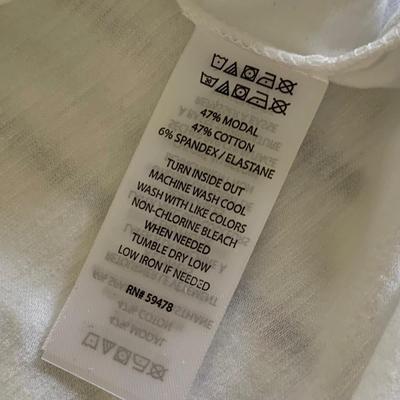 47% MODAL
47% COTTON
6% SPANDEX / ELASTANE
TURN INSIDE OUT
MACHINE WASH COOL
WASH WITH LIKE COLORS
NON-CHLORINE BLEACH
WHEN NEEDED
TUMBLE DRY LOW
LOW IRON IF NEEDED
RN# 59478